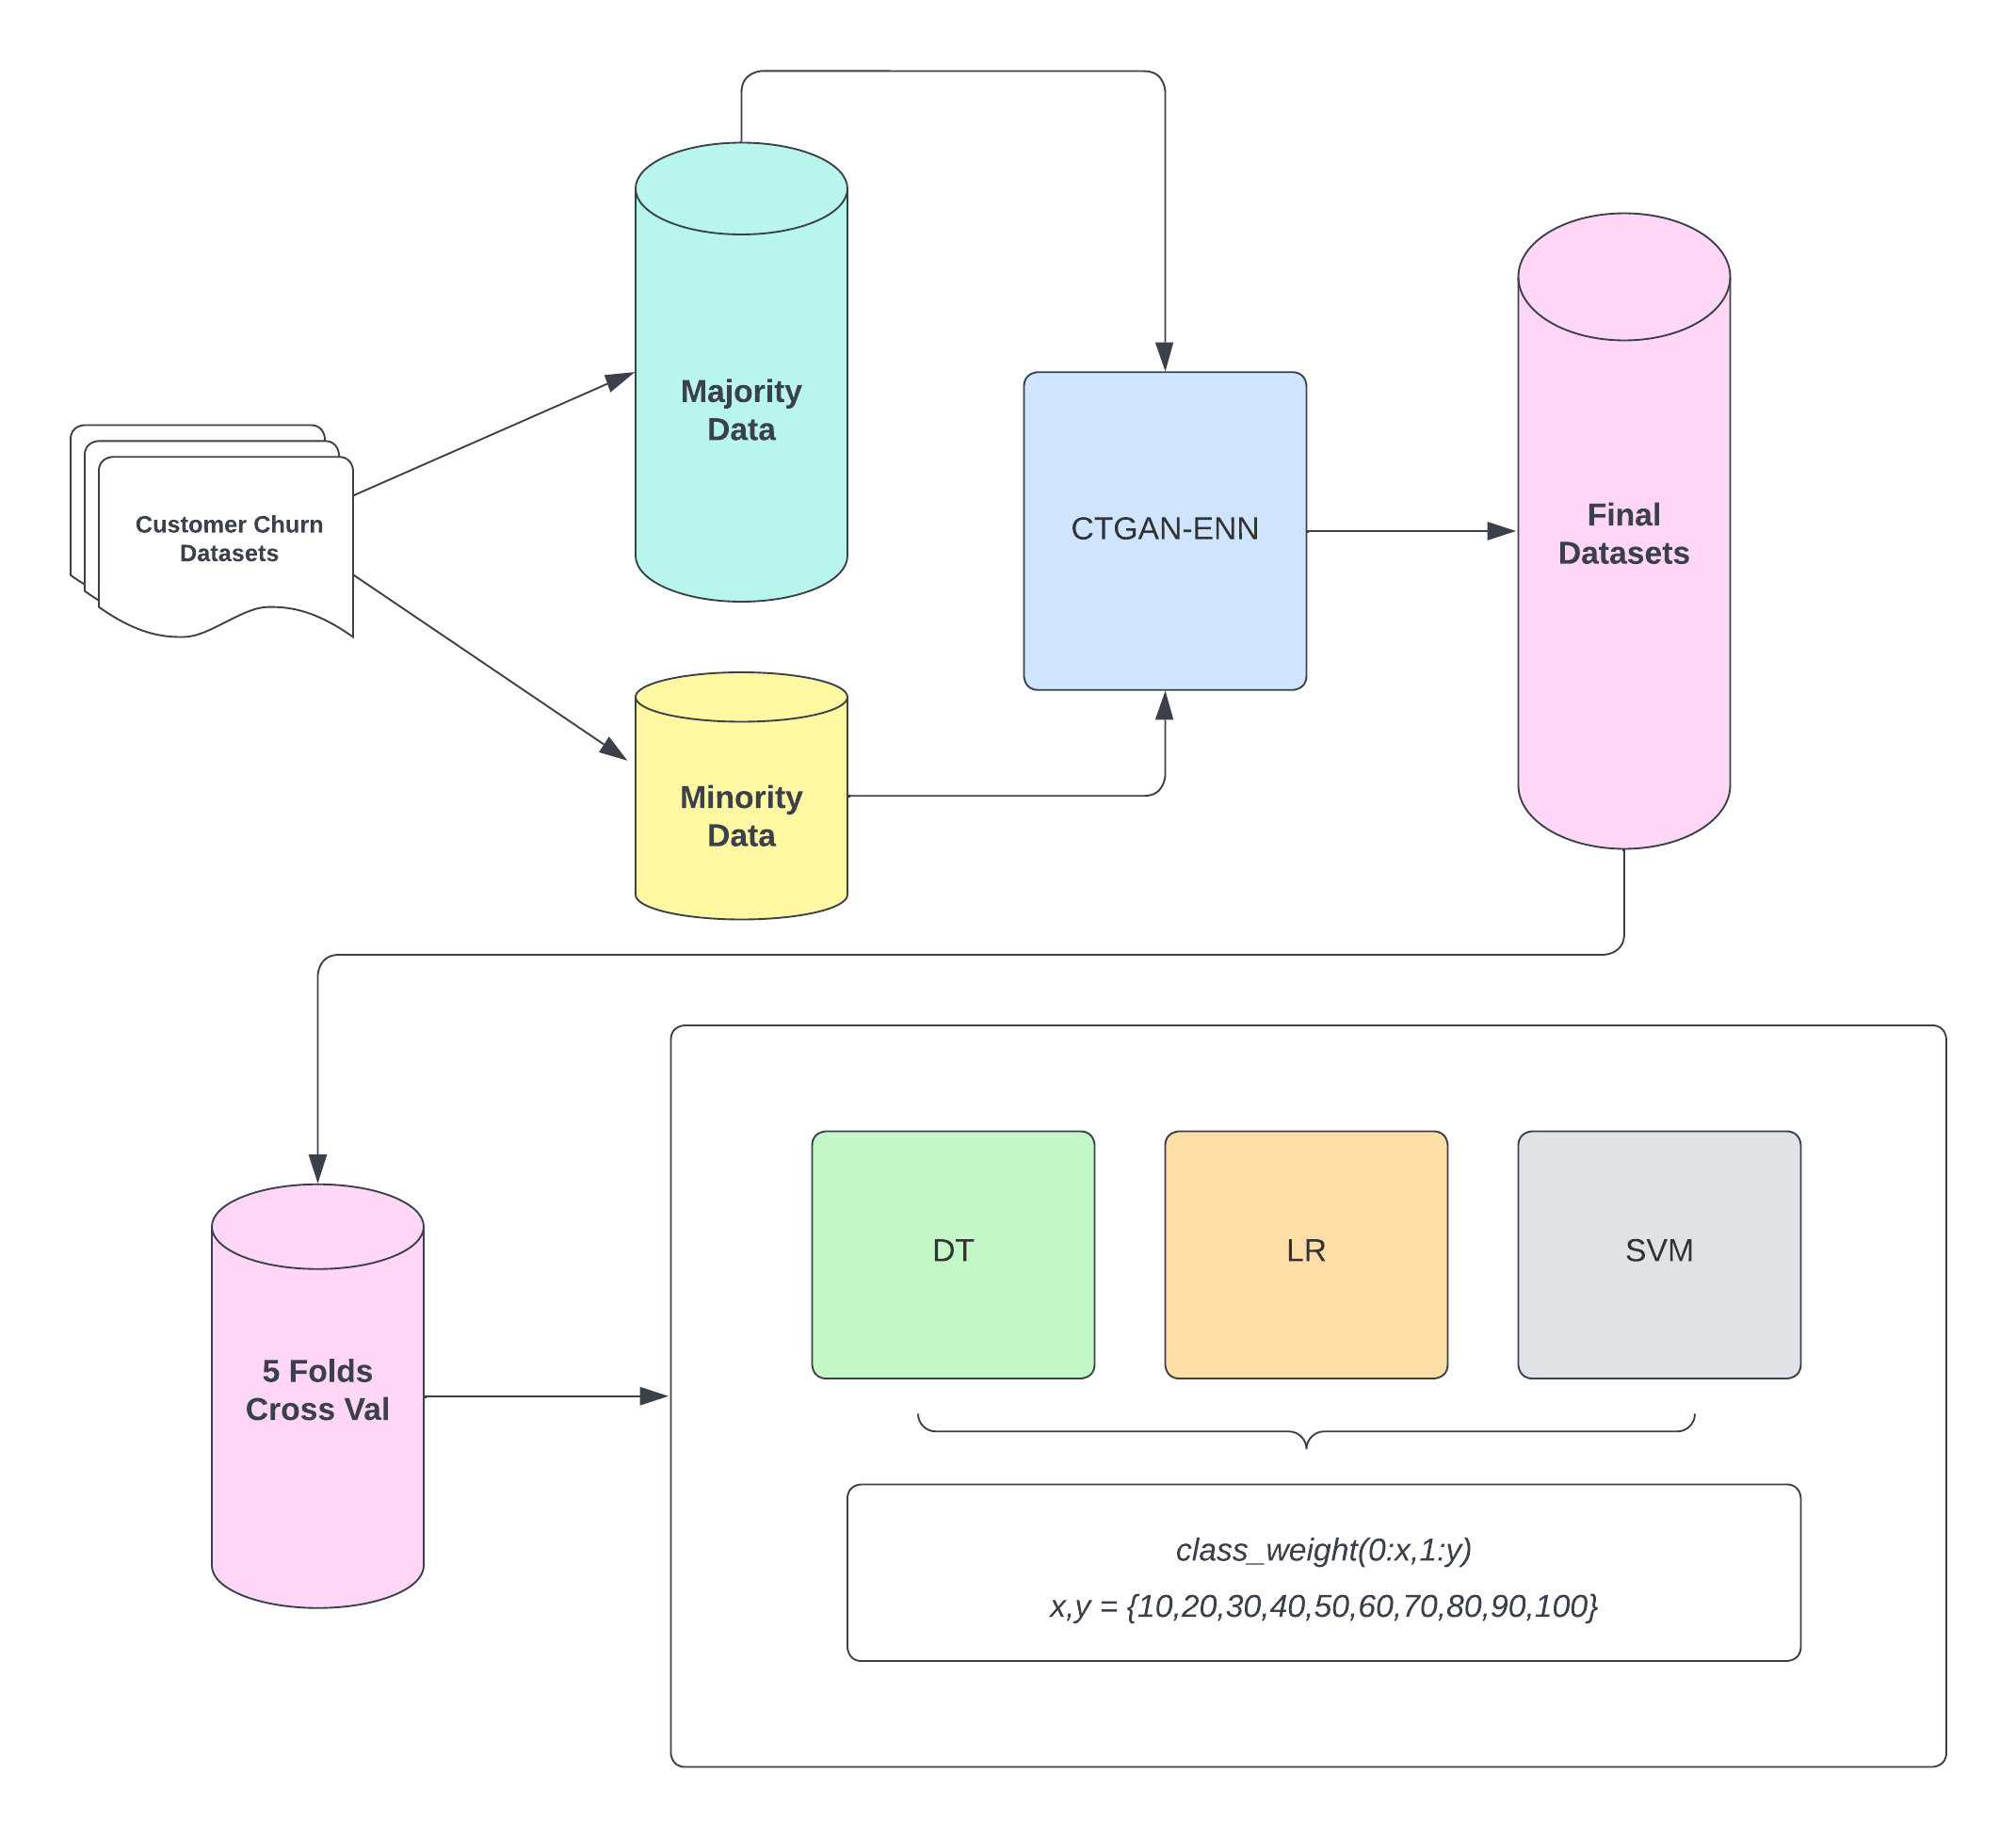 Majority
Data
Customer Churn
Datasets
CTGAN-ENN
Final
Datasets
Minority
Data
DT
LR
SVM
5 Folds
Cross Val
class_weight(0:x,1:y)
x,y = {10,20,30,40,50,60,70,80,90,100}